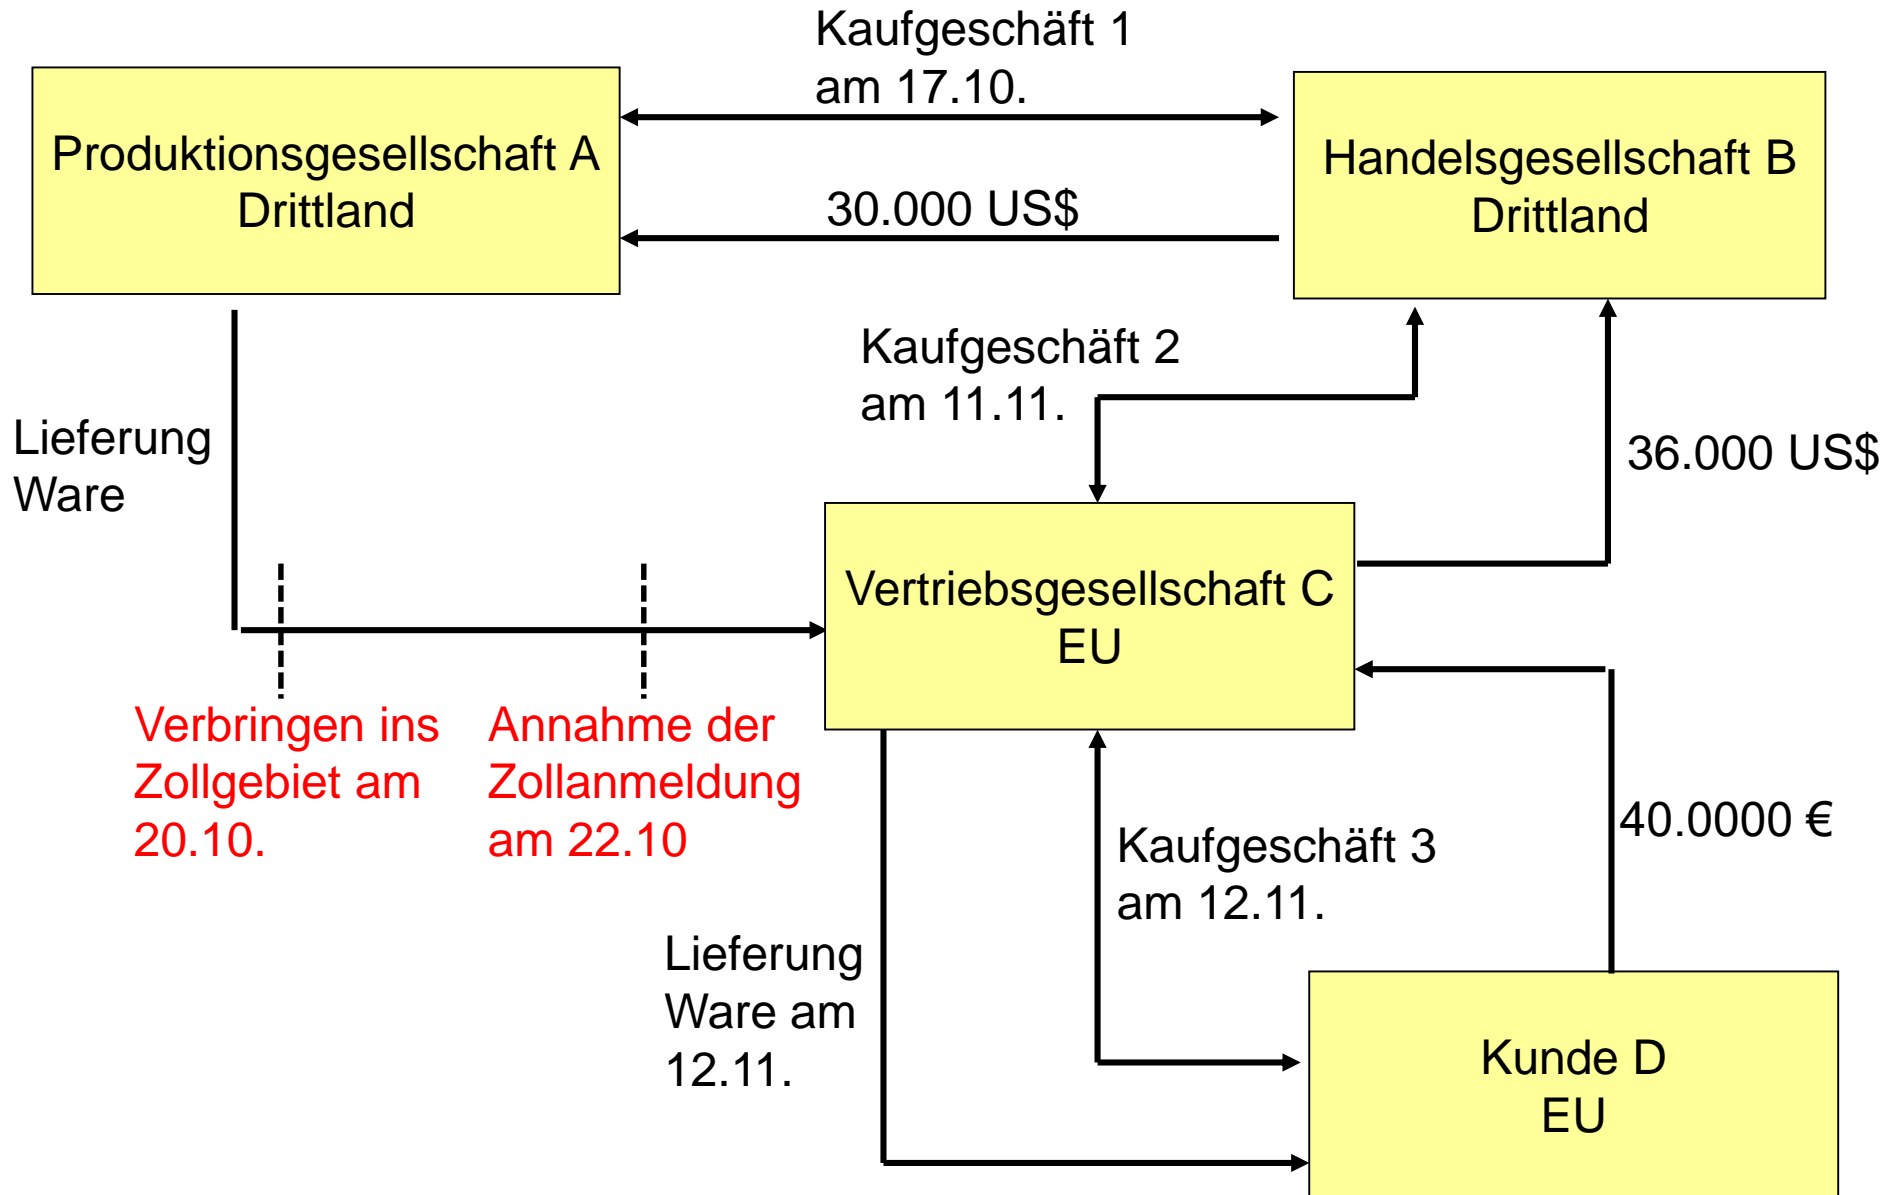 Kaufgeschäft 1
am 17.10.
Produktionsgesellschaft A
Drittland
Handelsgesellschaft B
Drittland
30.000 US$
Kaufgeschäft 2
am 11.11.
Lieferung
Ware
36.000 US$
Vertriebsgesellschaft C
EU
Verbringen ins
Zollgebiet am
20.10.
Annahme der
Zollanmeldung
am 22.10
40.0000 €
Kaufgeschäft 3
am 12.11.
Lieferung
Ware am
12.11.
Kunde D
EU